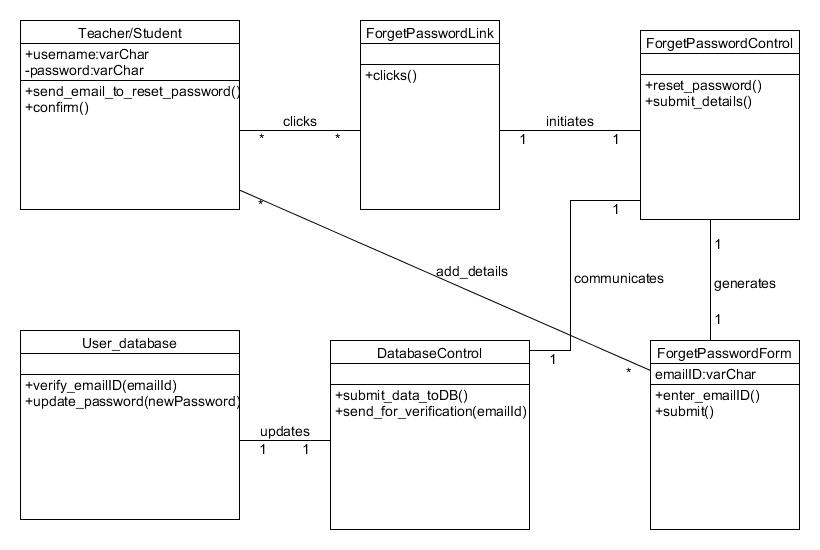 Teacher/Student
+username:varChar
-password:varChar
+send_email_to_reset_password()
+confirm()
clicks
*
*
ForgetPasswordLink
+clicks()
initiates
1
1
ForgetPasswordControl
+reset_password()
+submit_details()
*
add_details
*
1
communicates
1
1
generates
1
User_database
+verify_emailID(emailId)
+update_password(newPassword)
updates
1
1
DatabaseControl
+submit_data_toDB()
+send_for_verification(emailId)
ForgetPasswordForm
emailID:varChar
+enter_emailID()
+submit()